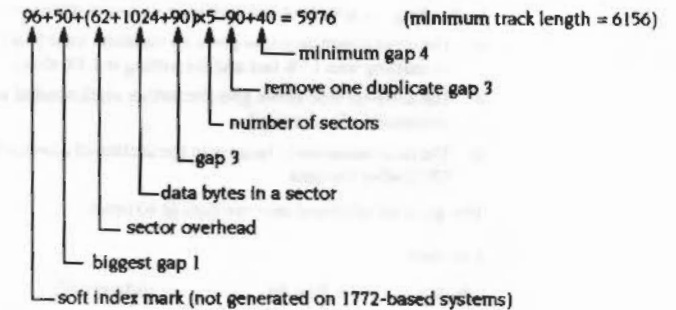 96+50+(62+1024+90)x5–90+40 = 5976 (minimum track length = 6156)
minimum gap 4
remove one duplicate gap 3
number of sectors
gap 3
data bytes in a sector
sector overhead
biggest gap 1
soft index mark (not generated on 1772-based systems)